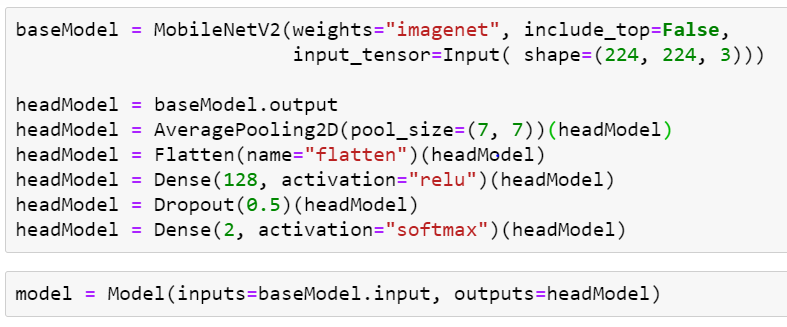 baseModel = MobileNetV2(weights="imagenet", include_top=False,
                        input_tensor=Input( shape=(224, 224, 3)))
headModel = baseModel.output
headModel = AveragePooling2D(pool_size=(7, 7))(headModel)
headModel = Flatten(name="flatten")(headModel)
headModel = Dense(128, activation="relu")(headModel)
headModel = Dropout(0.5)(headModel)
headModel = Dense(2, activation="softmax")(headModel)
model = Model(inputs=baseModel.input, outputs=headModel)